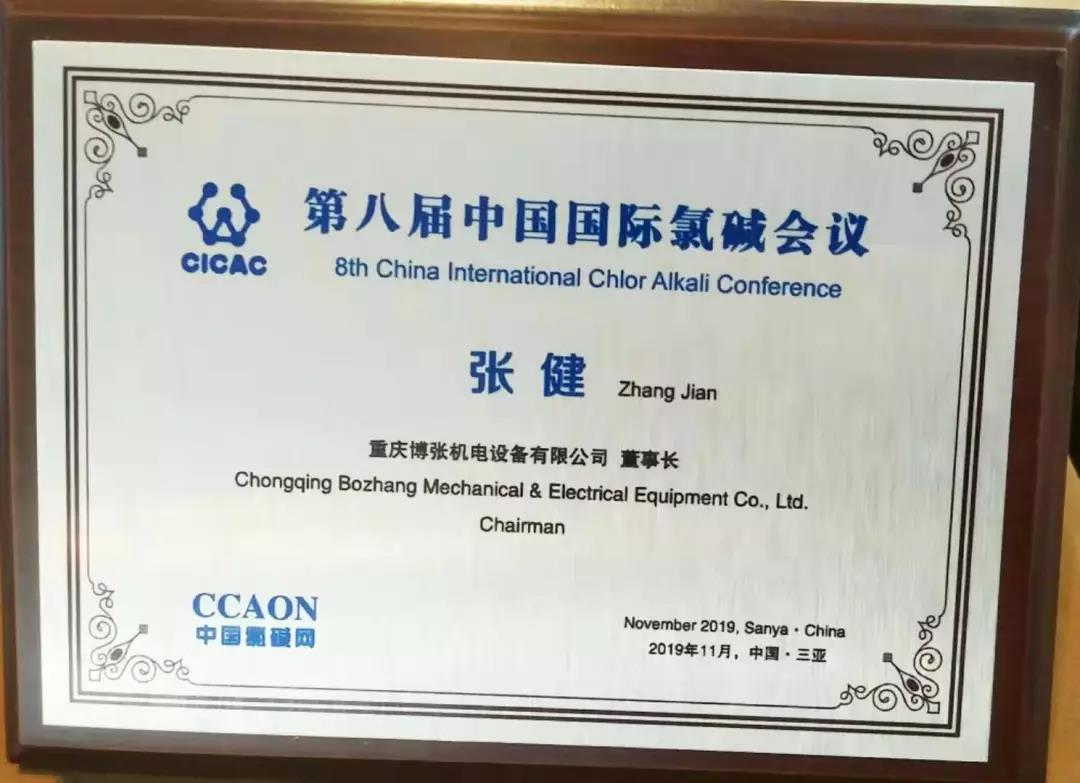 CICAC
第八届中国国际氯碱会议
8th China International Chlor Alkali Conference
张 健 Zhang Jian
重庆博张机电设备有限公司 董事长
Chongqing Bozhang Mechanical & Electrical Equipment Co., Ltd.
Chairman
CCAON
中国氯碱网
November 2019, Sanya · China
2019年11月，中国 · 三亚